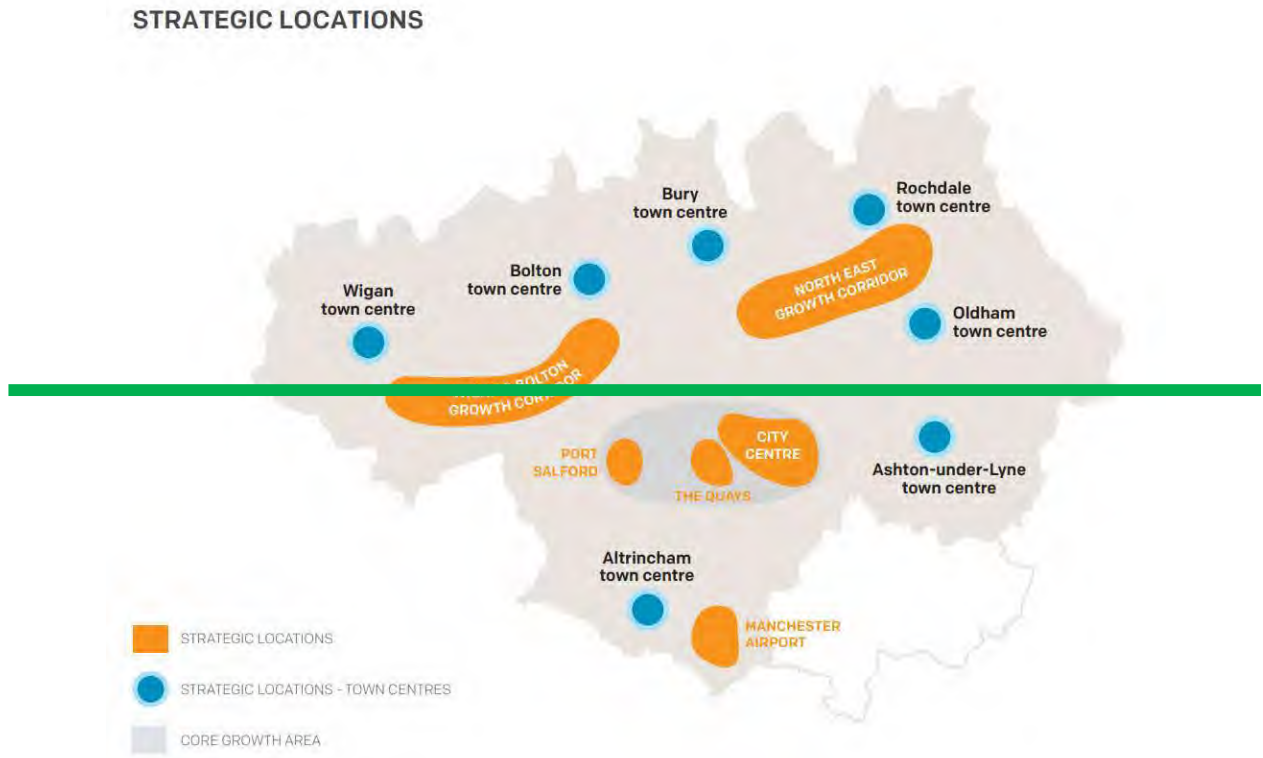 STRATEGIC LOCATIONS
Bury
town centre
Rochdale
town centre
Bolton
town centre
Wigan
town centre
NORTH EAST
GROWTH CORRIDOR
Oldham
town centre
BOLTON
GROWTH CORRIDOR
CITY
CENTRE
PORT
SALFORD
THE QUAYS
Ashton-under-Lyne
town centre
Altrincham
town centre
MANCHESTER
AIRPORT
STRATEGIC LOCATIONS
STRATEGIC LOCATIONS - TOWN CENTRES
CORE GROWTH AREA